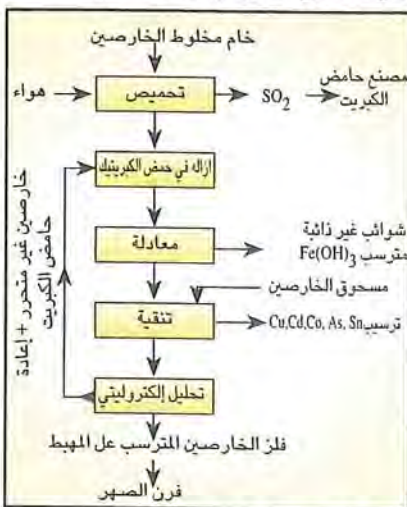 خام مخلوط الخارصين
هواء
تحميص
SO2
مصنع حامض
الكبريت
ازاله في حمض الكبريتيك
معادلة
شوائب غير ذائبة
مترسب Fe(OH)3
مسحوق الخارصين
تنقية
ترسيب Cu,Cd,Co, As, Sn
تحليل إلكتروليتي
خارصين غير متحرر + إعادة
حامض الكبريت
فلز الخارصين المترسب عل المهبط
فرن الصهر